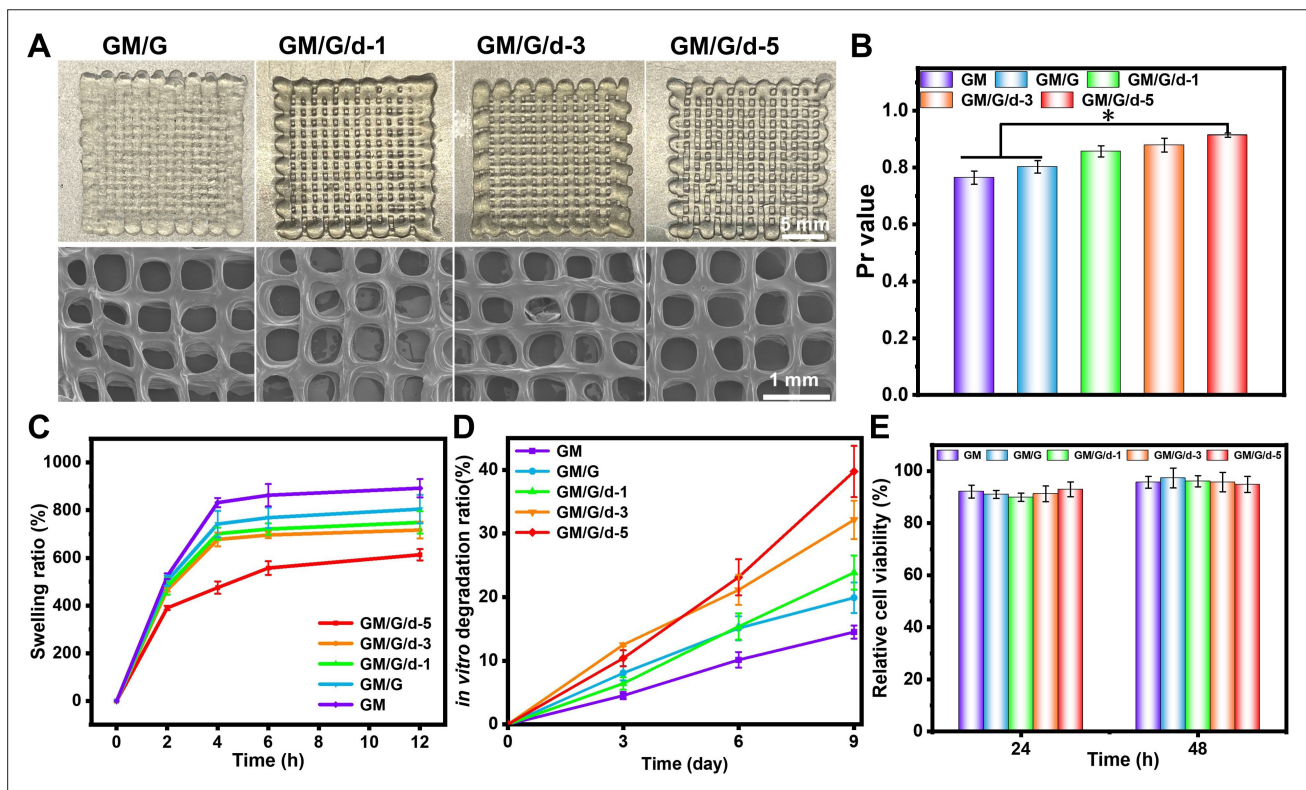 A
GM/G GM/G/d-1 GM/G/d-3 GM/G/d-5
5 mm
1 mm
B
GM GM/G GM/G/d-1
GM/G/d-3 GM/G/d-5
*
Pr value
1.0
0.8
0.6
0.4
0.2
0.0
C
Swelling ratio (%)
1000
800
600
400
200
0
GM/G/d-5
GM/G/d-3
GM/G/d-1
GM/G
GM
0 2 4 6 8 10 12
Time (h)
D
in vitro degradation ratio(%)
GM
GM/G
GM/G/d-1
GM/G/d-3
GM/G/d-5
40
30
20
10
0
0 3 6 9
Time (day)
E
Relative cell viability (%)
GM GM/G GM/G/d-1 GM/G/d-3 GM/G/d-5
100
80
60
40
20
0
24 48
Time (h)